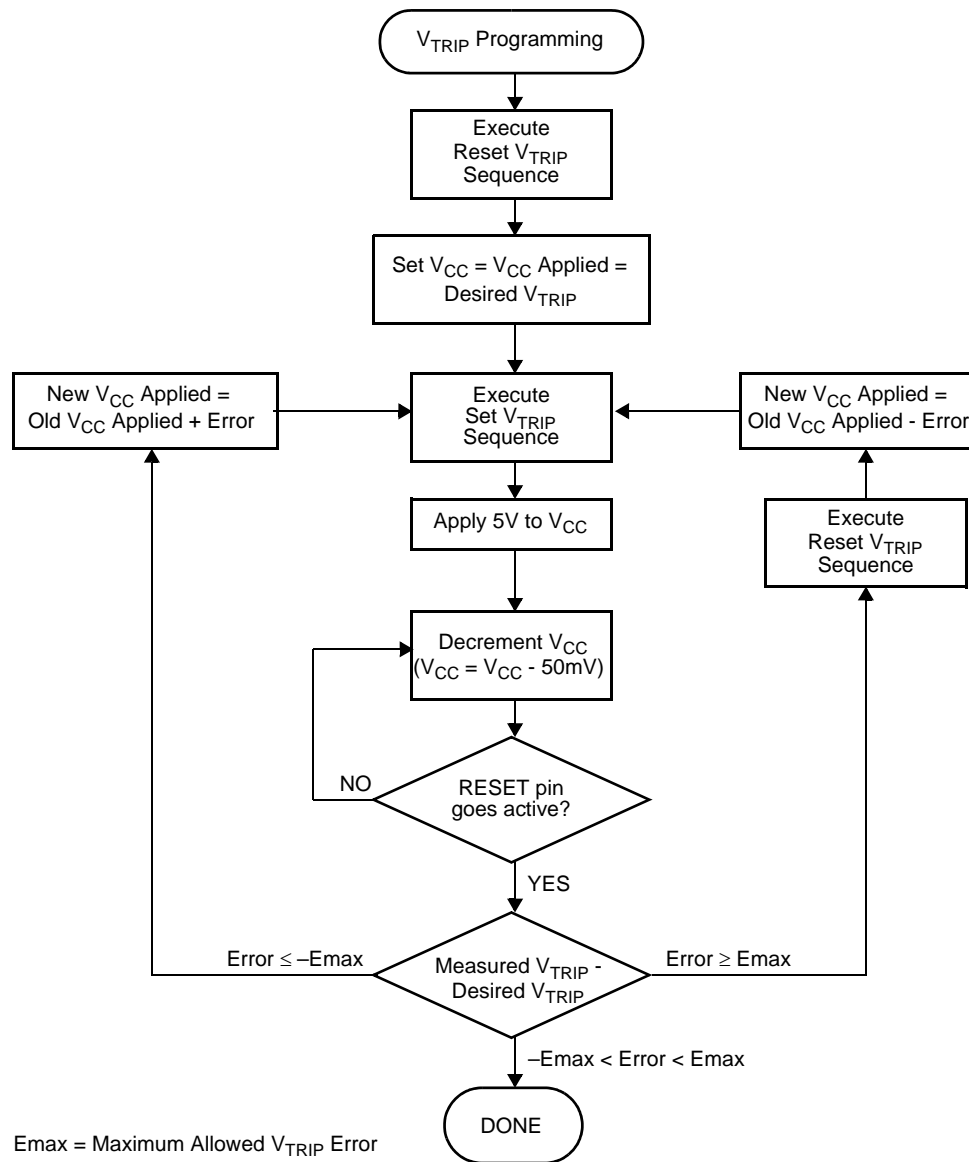 V_TRIP Programming
Execute
Reset V_TRIP
Sequence
Set V_CC = V_CC Applied =
Desired V_TRIP
New V_CC Applied =
Old V_CC Applied + Error
Execute
Set V_TRIP
Sequence
New V_CC Applied =
Old V_CC Applied - Error
Apply 5V to V_CC
Execute
Reset V_TRIP
Sequence
Decrement V_CC
(V_CC = V_CC - 50mV)
NO
RESET pin
goes active?
YES
Error ≤ –Emax
Measured V_TRIP -
Desired V_TRIP
Error ≥ Emax
–Emax < Error < Emax
DONE
Emax = Maximum Allowed V_TRIP Error